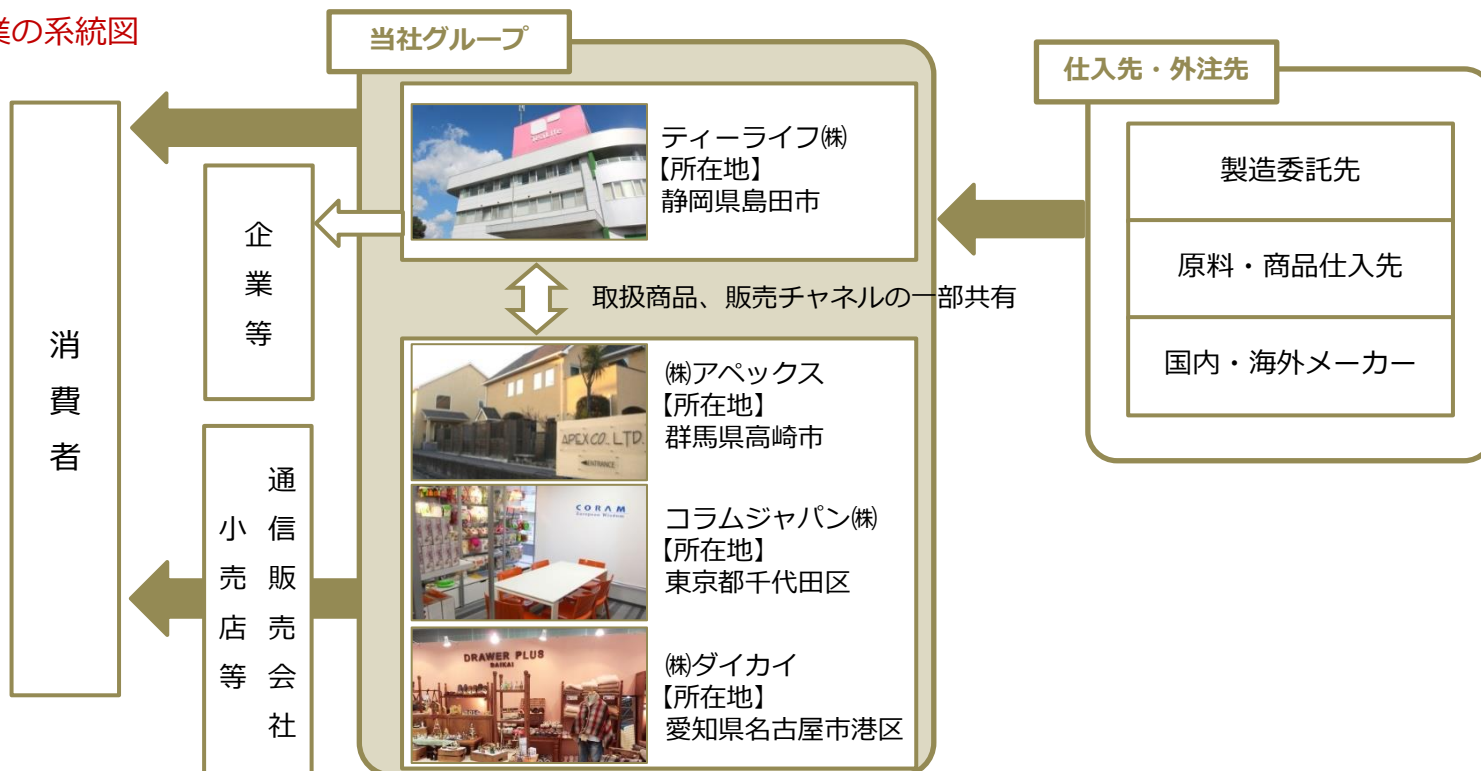 業の系統図
当社グループ
仕入先・外注先
消費者
企業等
通信販売会社
小売店等
TeaLife
ティーライフ㈱
【所在地】
静岡県島田市
取扱商品、販売チャネルの一部共有
APEX CO., LTD.
ENTRANCE
㈱アペックス
【所在地】
群馬県高崎市
CORAM
European Wisdom
コラムジャパン㈱
【所在地】
東京都千代田区
DRAWER PLUS
DAIKAI
㈱ダイカイ
【所在地】
愛知県名古屋市港区
製造委託先
原料・商品仕入先
国内・海外メーカー